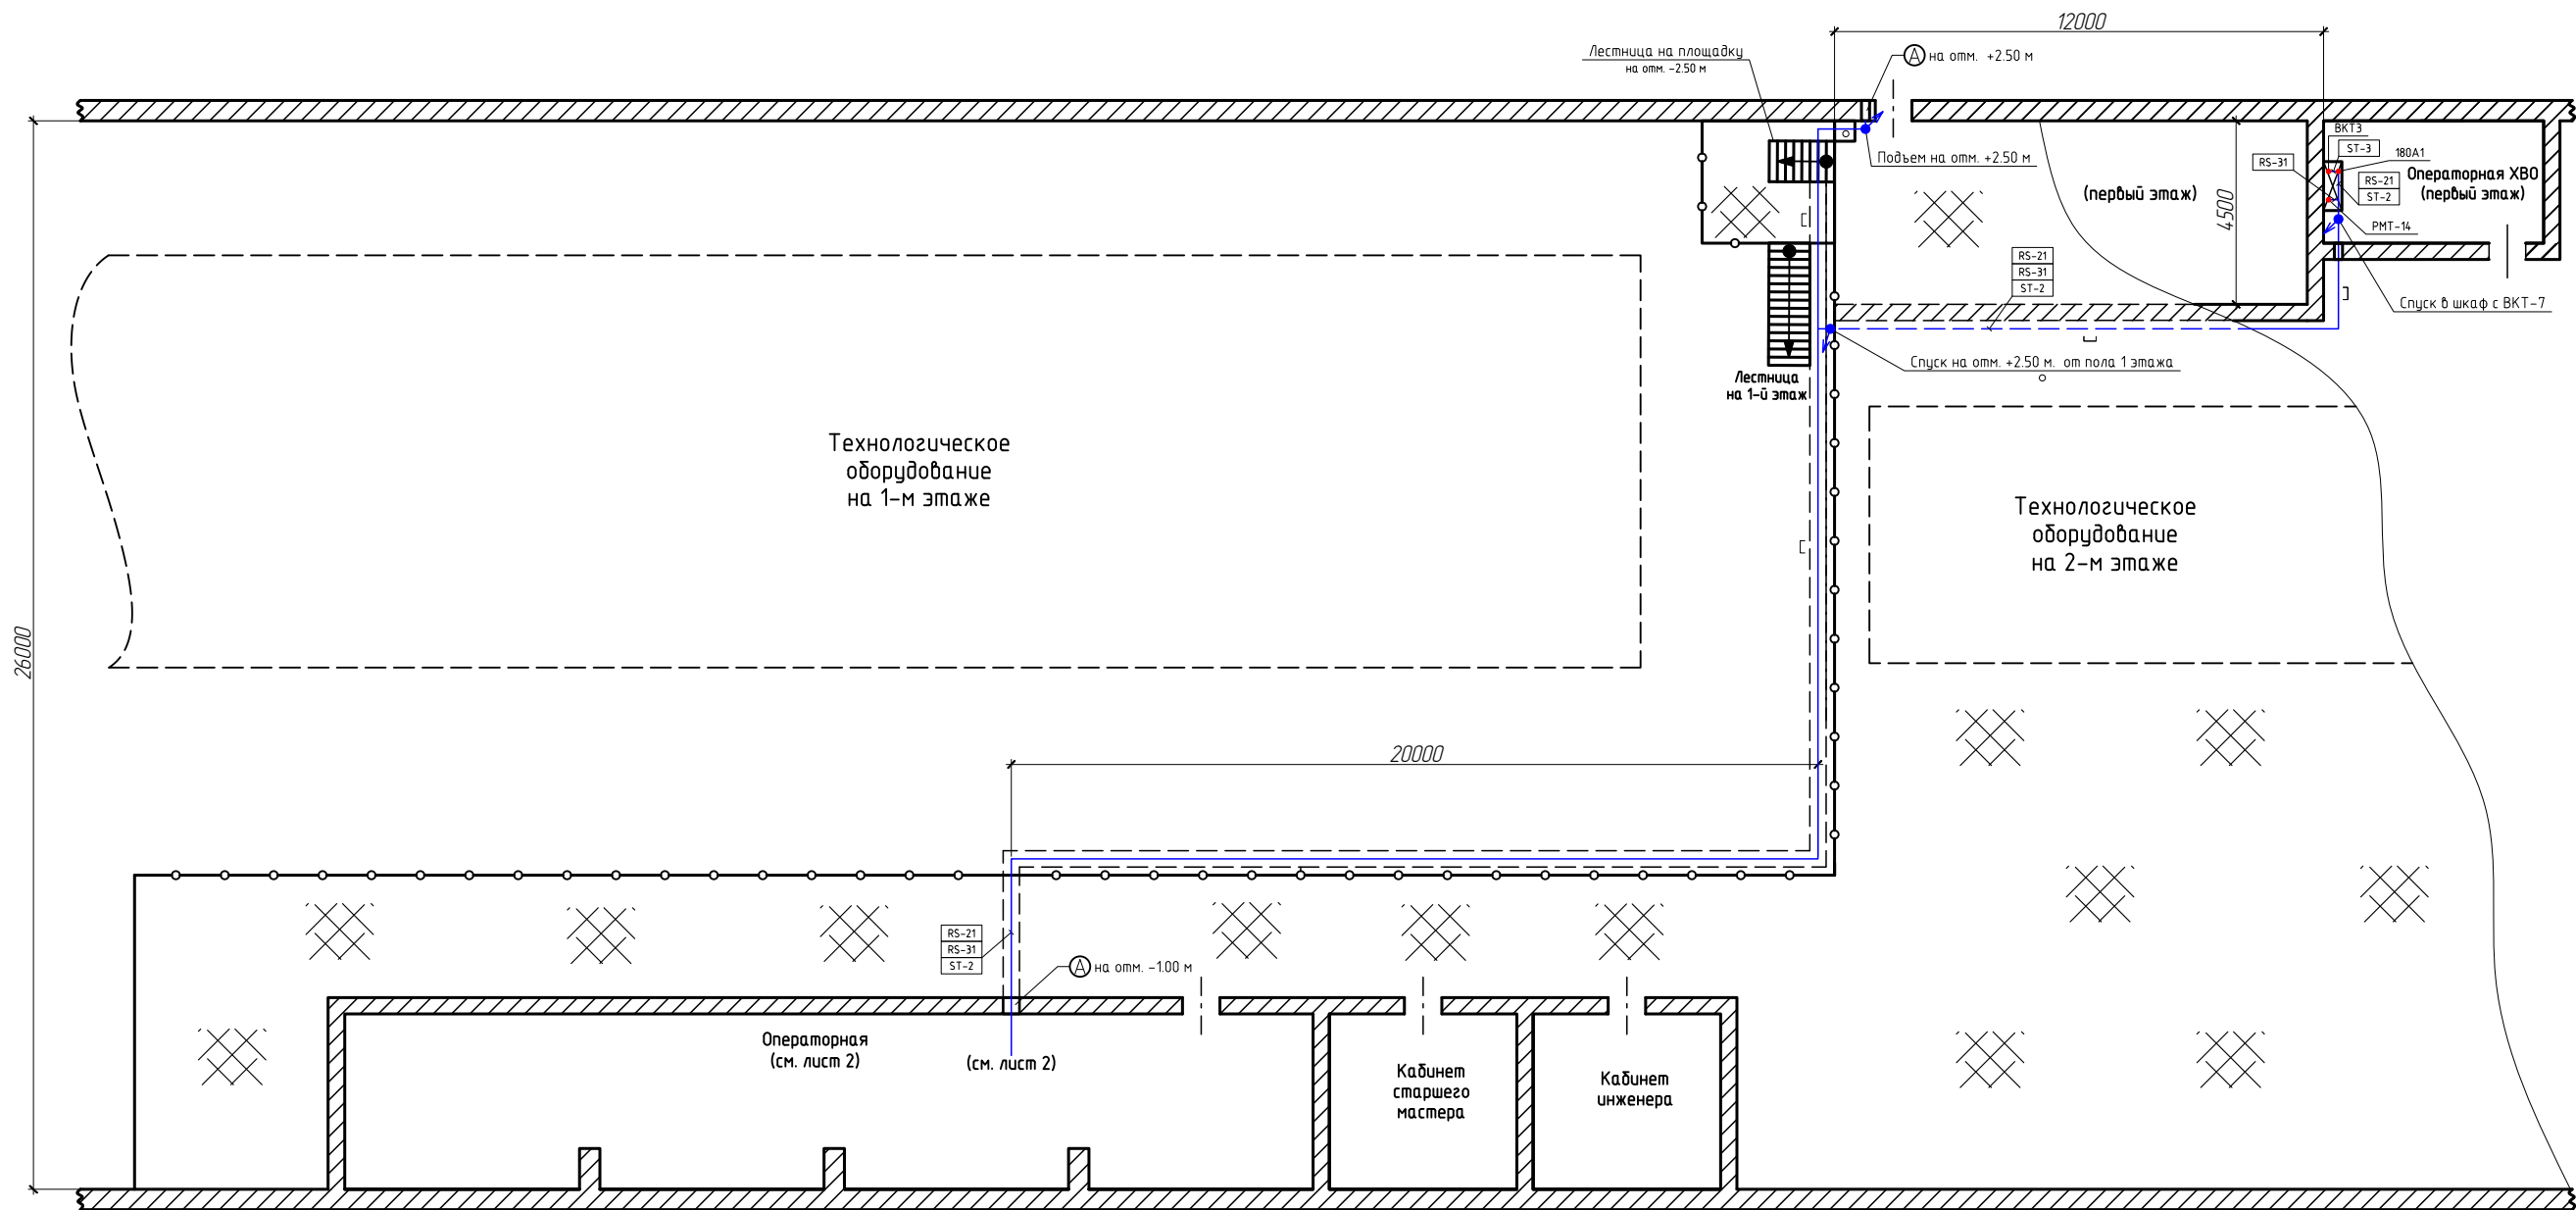 12000
Лестница на площадку
на отм. -2.50 м
А на отм. +2.50 м
Подъем на отм. +2.50 м
ВКТ3
ST-3
180А1
RS-31
RS-21
ST-2
РМТ-14
Операторная ХВО
(первый этаж)
(первый этаж)
4500
RS-21
RS-31
ST-2
Спуск в шкаф с ВКТ-7
Спуск на отм. +2.50 м. от пола 1 этажа
Лестница
на 1-й этаж
Технологическое
оборудование
на 1-м этаже
Технологическое
оборудование
на 2-м этаже
26000
20000
RS-21
RS-31
ST-2
А на отм. -1.00 м
Операторная
(см. лист 2)
(см. лист 2)
Кабинет
старшего
мастера
Кабинет
инженера